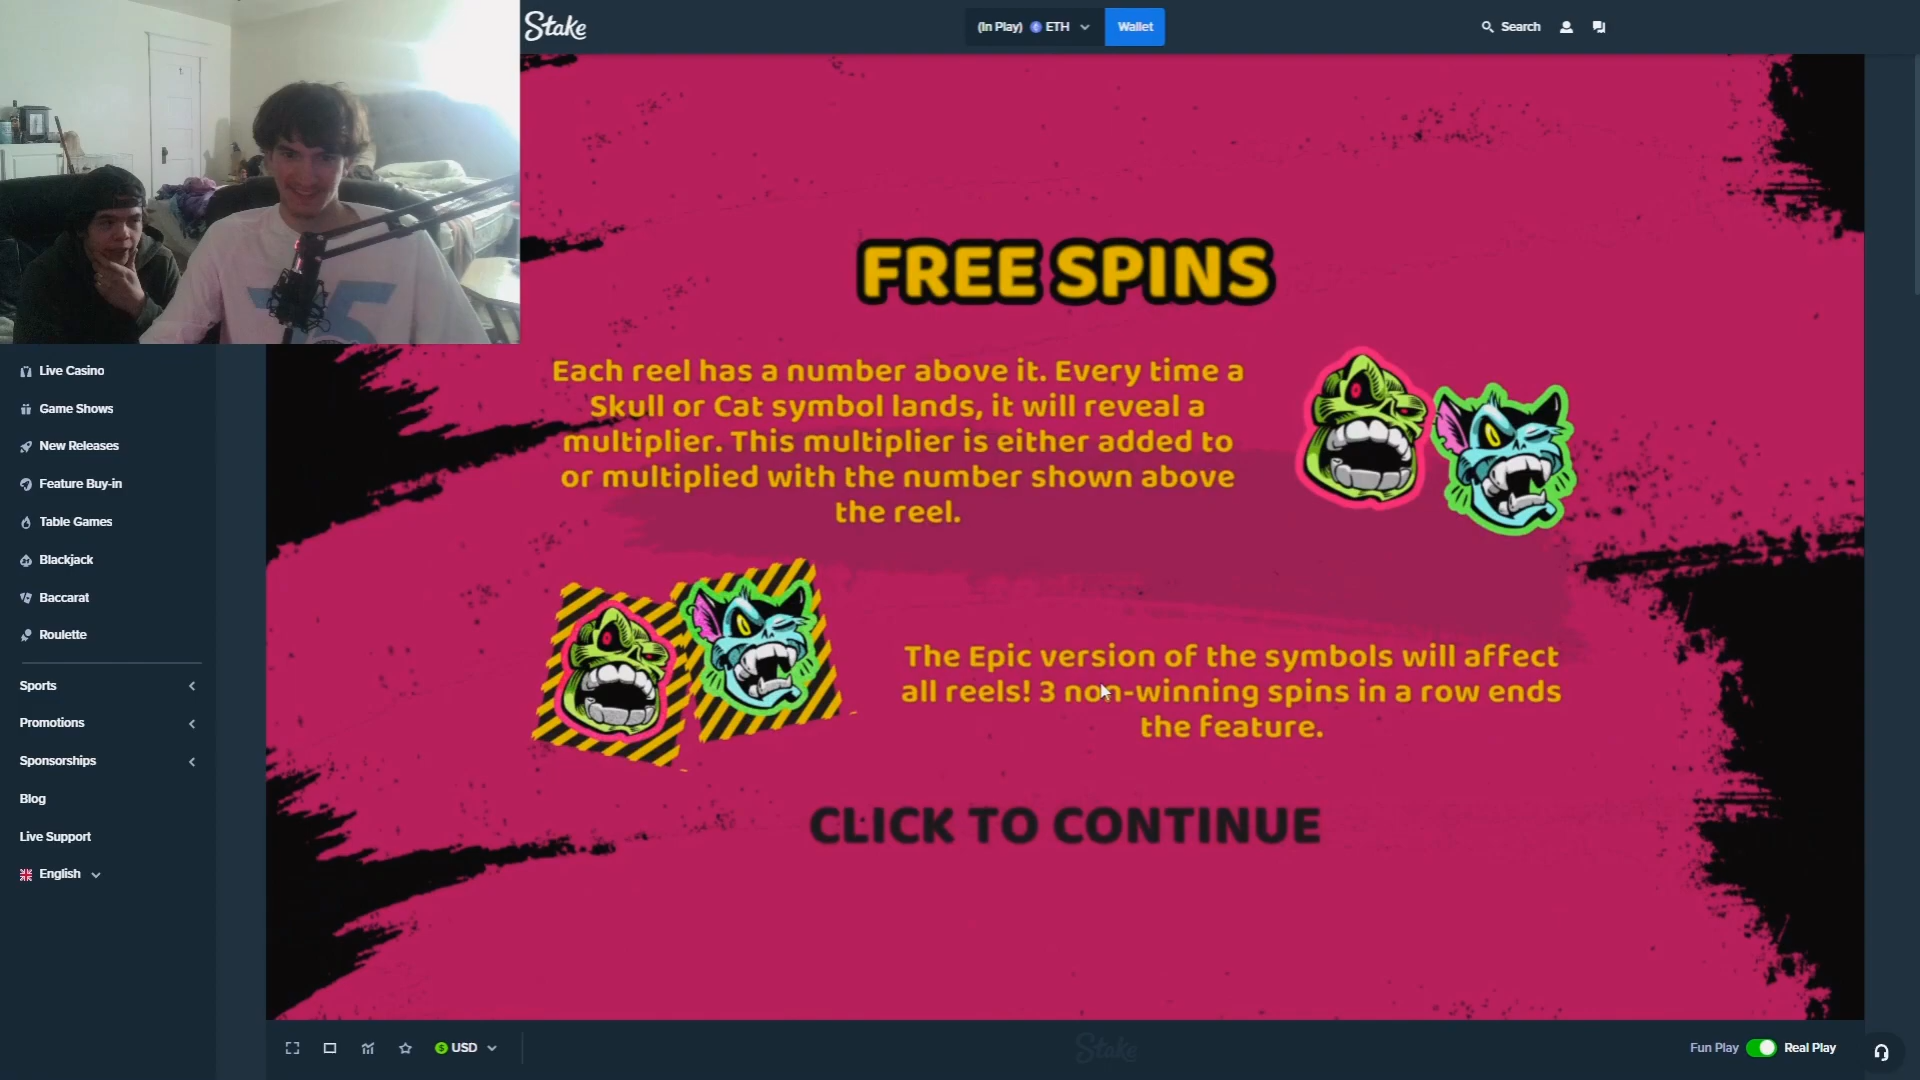 Stake
(In Play) ETH
Wallet
Search
FREE SPINS
Each reel has a number above it. Every time a
Skull or Cat symbol lands, it will reveal a
multiplier. This multiplier is either added to
or multiplied with the number shown above
the reel.
The Epic version of the symbols will affect
all reels! 3 non-winning spins in a row ends
the feature.
CLICK TO CONTINUE
Live Casino
Game Shows
New Releases
Feature Buy-in
Table Games
Blackjack
Baccarat
Roulette
Sports
Promotions
Sponsorships
Blog
Live Support
English
USD
Stake
Fun Play
Real Play